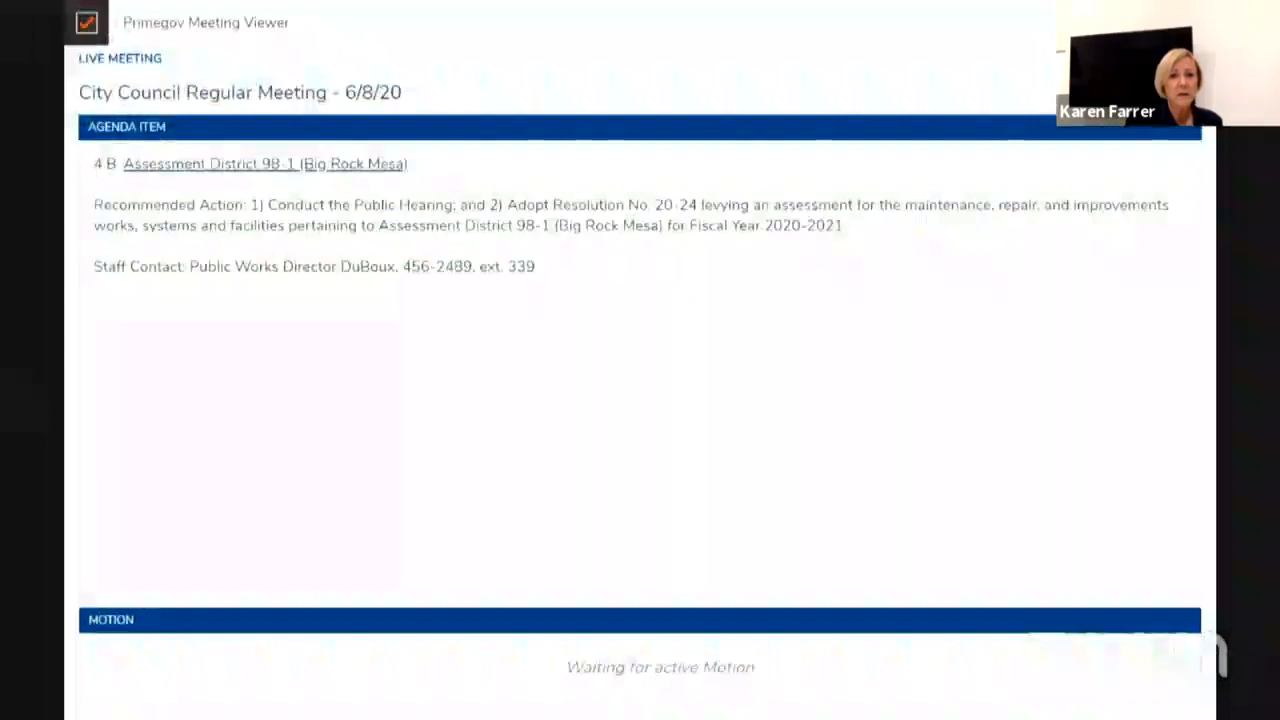 Primegov Meeting Viewer
LIVE MEETING
City Council Regular Meeting - 6/8/20
Karen Farrer
AGENDA ITEM
4 B Assessment District 98-1 (Big Rock Mesa)
Recommended Action: 1) Conduct the Public Hearing; and 2) Adopt Resolution No. 20-24 levying an assessment for the maintenance, repair, and improvements
works, systems and facilities pertaining to Assessment District 98-1 (Big Rock Mesa) for Fiscal Year 2020-2021
Staff Contact: Public Works Director DuBoux, 456-2489, ext. 339
MOTION
Waiting for active Motion